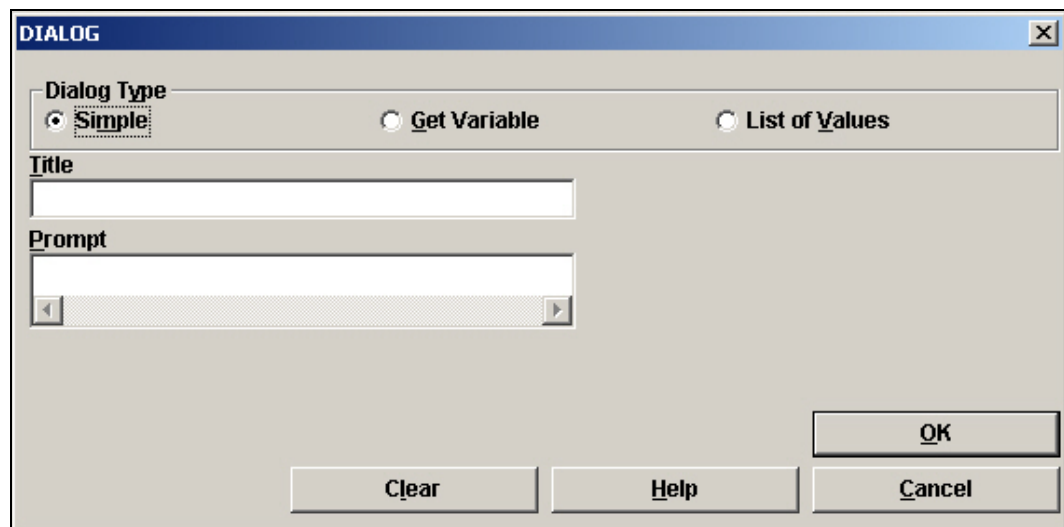 DIALOG
Dialog Type
Simple Get Variable List of Values
Title
Prompt
OK
Clear Help Cancel